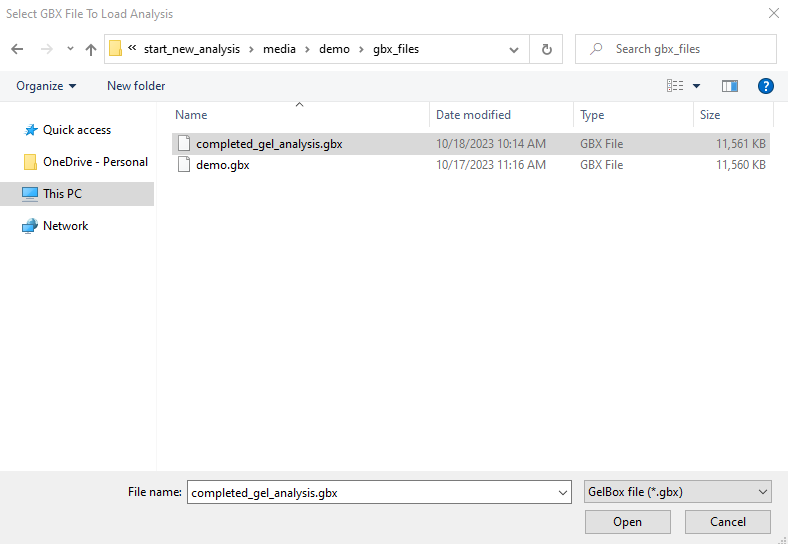 Select GBX File To Load Analysis
« start_new_analysis > media > demo > gbx_files Search gbx_files
Organize New folder ?
Name Date modified Type Size
Quick access
OneDrive - Personal
This PC
Network
completed_gel_analysis.gbx 10/18/2023 10:14 AM GBX File 11,561 KB
demo.gbx 10/17/2023 11:16 AM GBX File 11,560 KB
File name: completed_gel_analysis.gbx GelBox file (*.gbx)
Open Cancel